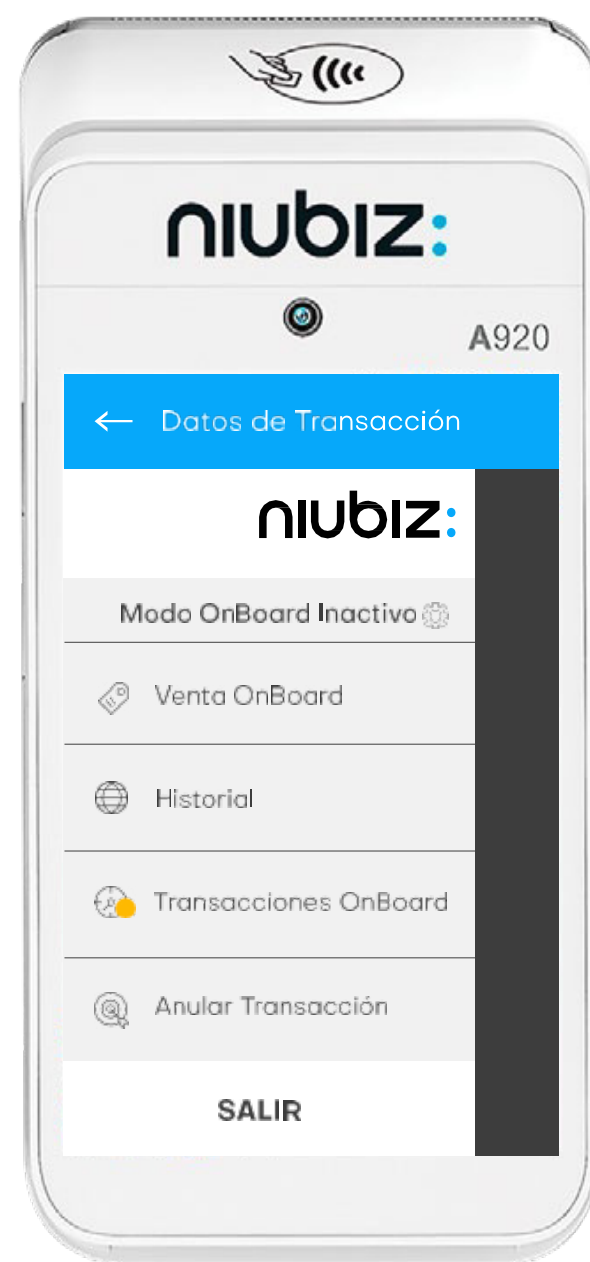 niubiz:
A920
← Datos de Transacción
niubiz:
Modo OnBoard Inactivo
Venta OnBoard
Historial
Transacciones OnBoard
Anular Transacción
SALIR